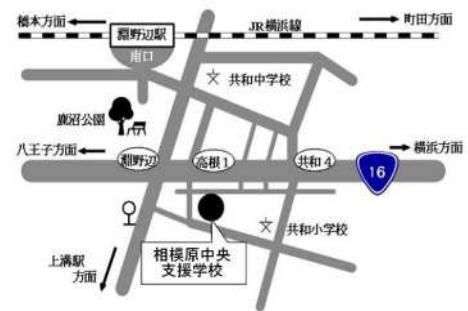 橋本方面
JR横浜線
町田方面
淵野辺駅
南口
共和中学校
鹿沼公園
八王子方面
淵野辺
高根1
共和4
横浜方面
16
共和小学校
相模原中央
支援学校
上溝駅
方面